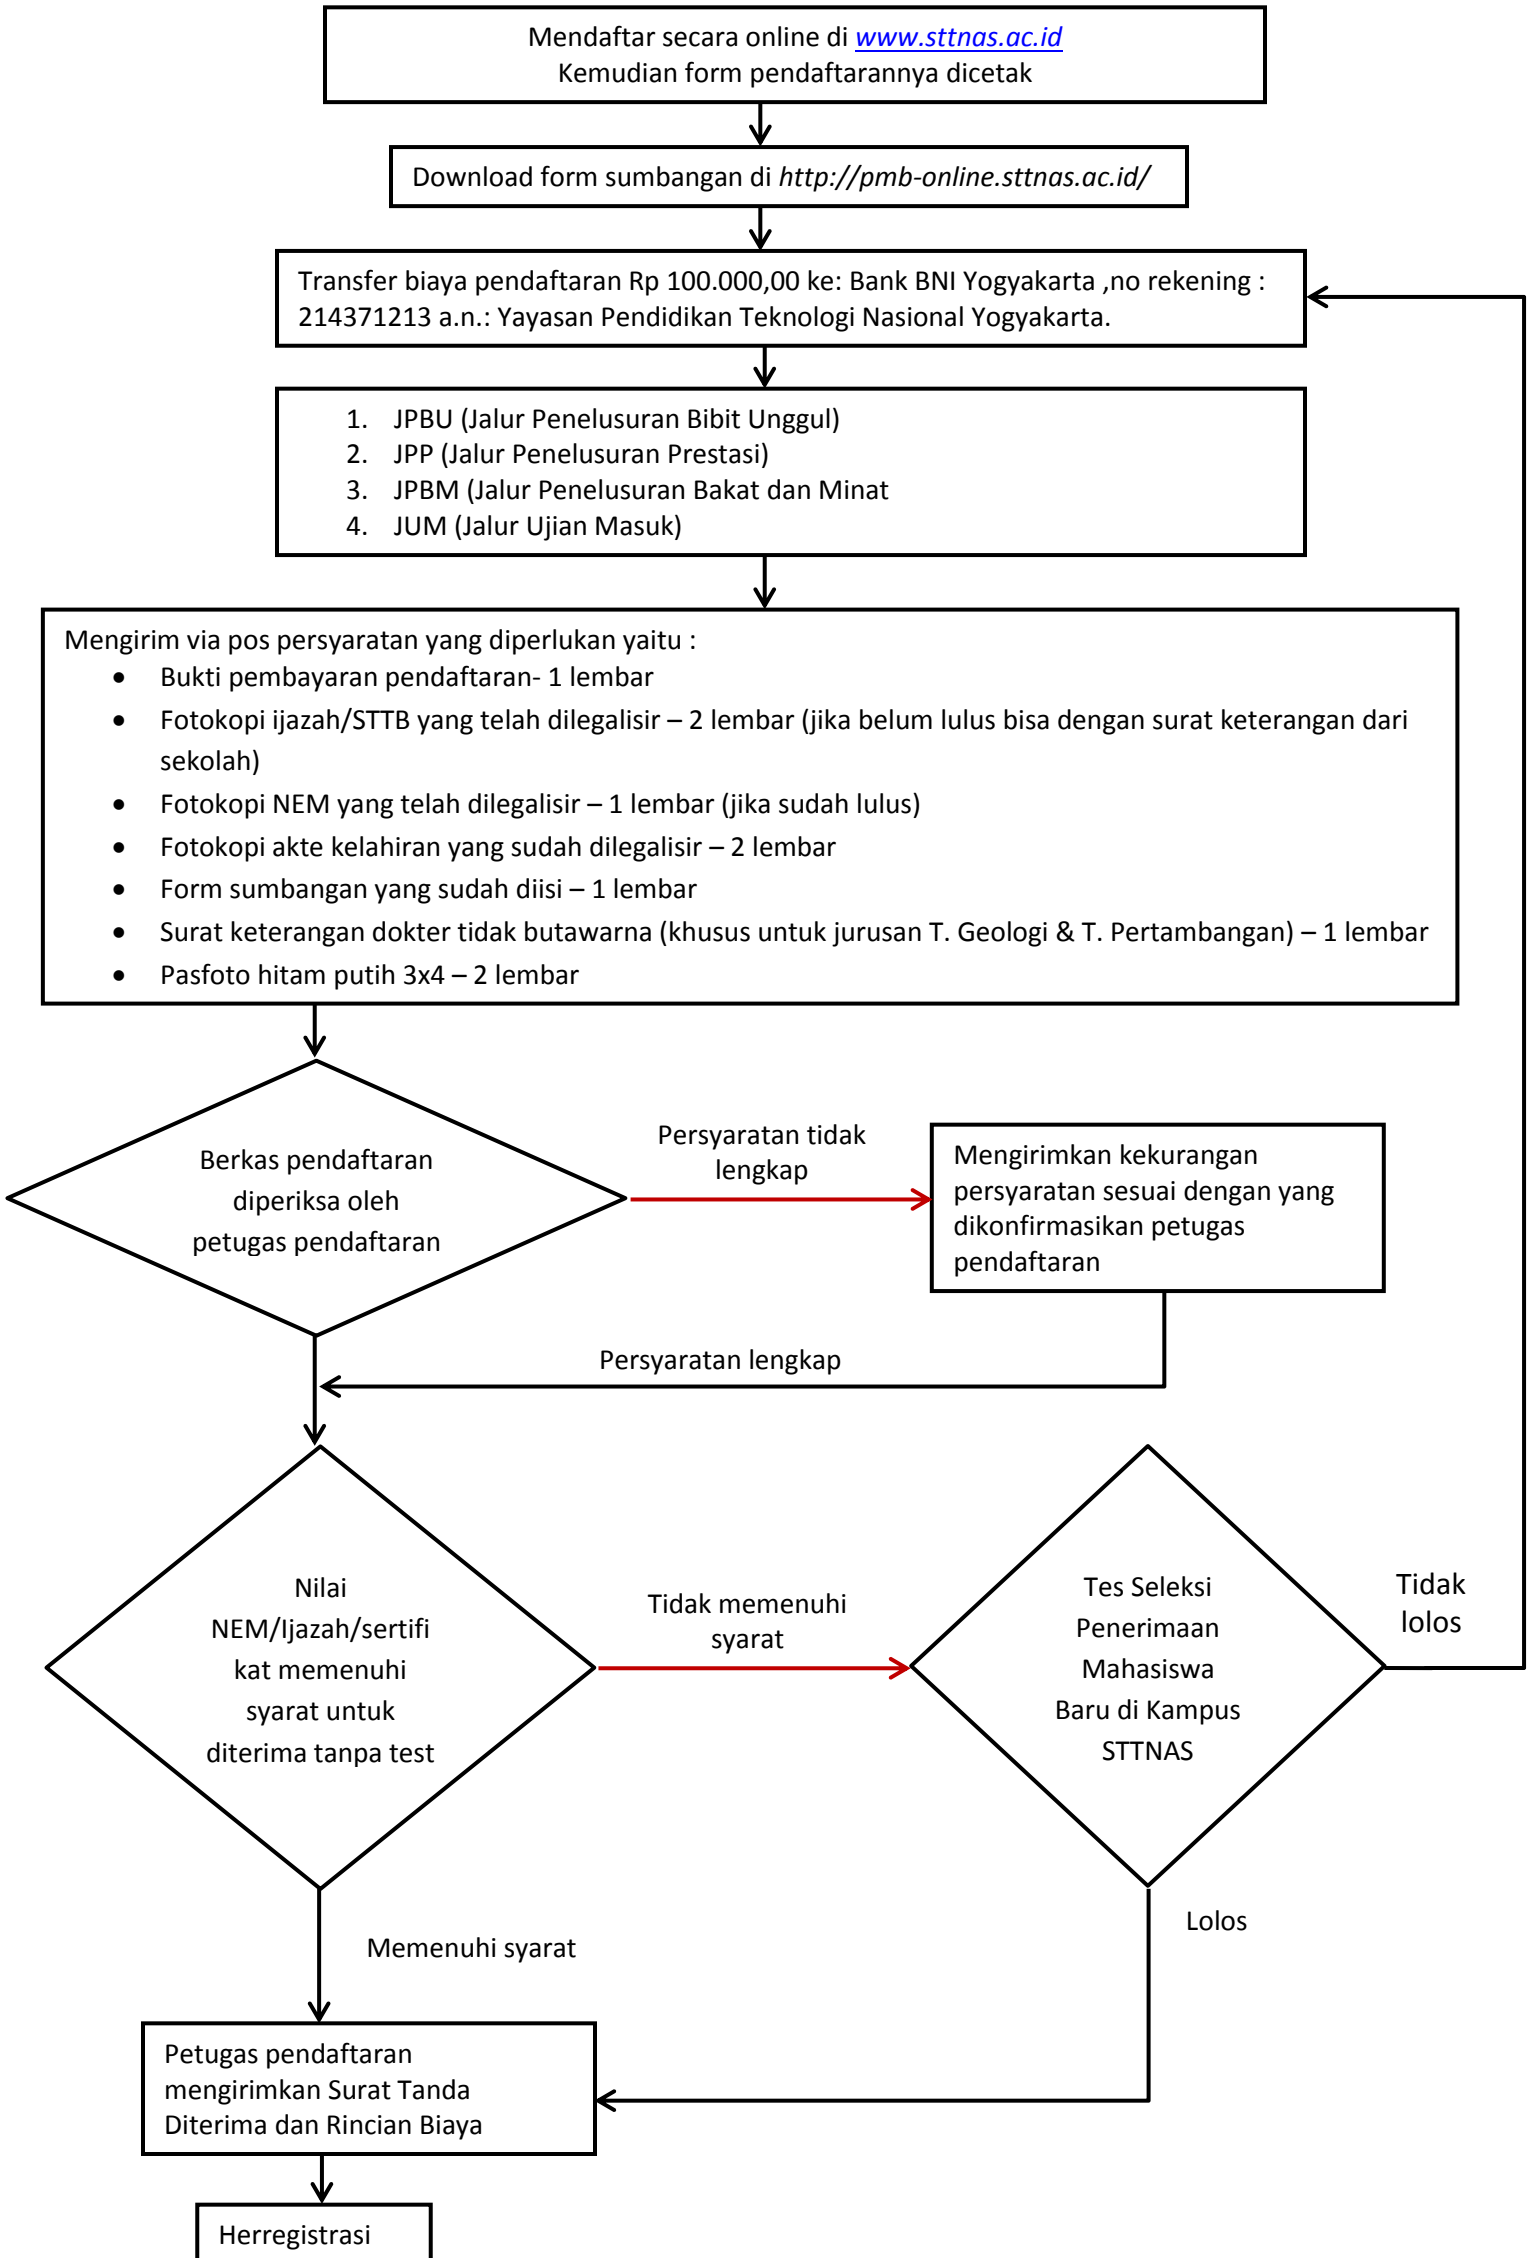 Mendaftar secara online di www.sttnas.ac.id
Kemudian form pendaftarannya dicetak
Download form sumbangan di http://pmb-online.sttnas.ac.id/
Transfer biaya pendaftaran Rp 100.000,00 ke: Bank BNI Yogyakarta ,no rekening :
214371213 a.n.: Yayasan Pendidikan Teknologi Nasional Yogyakarta.
1. JPBU (Jalur Penelusuran Bibit Unggul)
2. JPP (Jalur Penelusuran Prestasi)
3. JPBM (Jalur Penelusuran Bakat dan Minat
4. JUM (Jalur Ujian Masuk)
Mengirim via pos persyaratan yang diperlukan yaitu :
• Bukti pembayaran pendaftaran- 1 lembar
• Fotokopi ijazah/STTB yang telah dilegalisir – 2 lembar (jika belum lulus bisa dengan surat keterangan dari
sekolah)
• Fotokopi NEM yang telah dilegalisir – 1 lembar (jika sudah lulus)
• Fotokopi akte kelahiran yang sudah dilegalisir – 2 lembar
• Form sumbangan yang sudah diisi – 1 lembar
• Surat keterangan dokter tidak butawarna (khusus untuk jurusan T. Geologi & T. Pertambangan) – 1 lembar
• Pasfoto hitam putih 3x4 – 2 lembar
Berkas pendaftaran
diperiksa oleh
petugas pendaftaran
Persyaratan tidak
lengkap
Mengirimkan kekurangan
persyaratan sesuai dengan yang
dikonfirmasikan petugas
pendaftaran
Persyaratan lengkap
Nilai
NEM/Ijazah/sertifi
kat memenuhi
syarat untuk
diterima tanpa test
Tidak memenuhi
syarat
Tes Seleksi
Penerimaan
Mahasiswa
Baru di Kampus
STTNAS
Tidak
lolos
Lolos
Memenuhi syarat
Petugas pendaftaran
mengirimkan Surat Tanda
Diterima dan Rincian Biaya
Herregistrasi